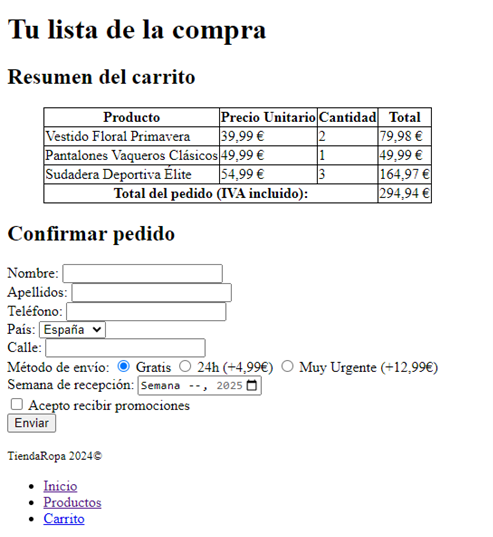 Tu lista de la compra
Resumen del carrito
Producto Precio Unitario Cantidad Total
Vestido Floral Primavera 39,99 € 2 79,98 €
Pantalones Vaqueros Clásicos 49,99 € 1 49,99 €
Sudadera Deportiva Élite 54,99 € 3 164,97 €
Total del pedido (IVA incluido): 294,94 €
Confirmar pedido
Nombre:
Apellidos:
Teléfono:
País: España
Calle:
Método de envío: Gratis 24h (+4,99€) Muy Urgente (+12,99€)
Semana de recepción: Semana --, 2025
Acepto recibir promociones
Enviar
TiendaRopa 2024©
Inicio
Productos
Carrito